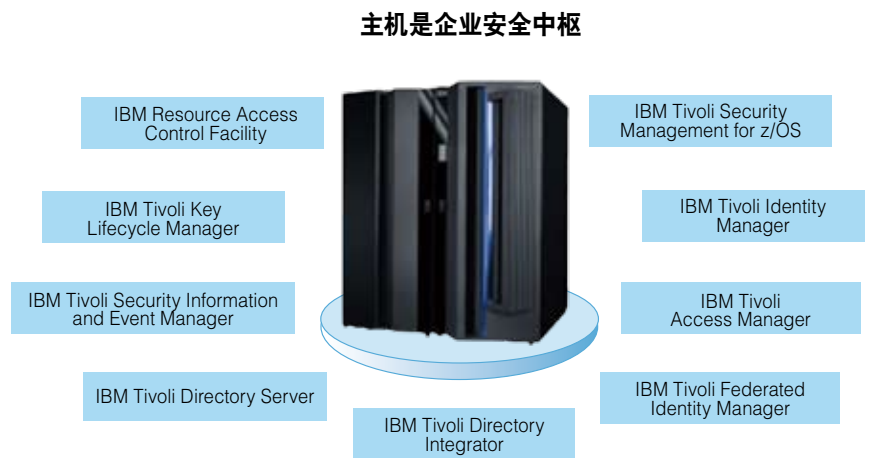 主机是企业安全中枢
IBM Resource Access
Control Facility
IBM Tivoli Security
Management for z/OS
IBM Tivoli Key
Lifecycle Manager
IBM Tivoli Identity
Manager
IBM Tivoli Security Information
and Event Manager
IBM Tivoli
Access Manager
IBM Tivoli Directory Server
IBM Tivoli Federated
Identity Manager
IBM Tivoli Directory
Integrator